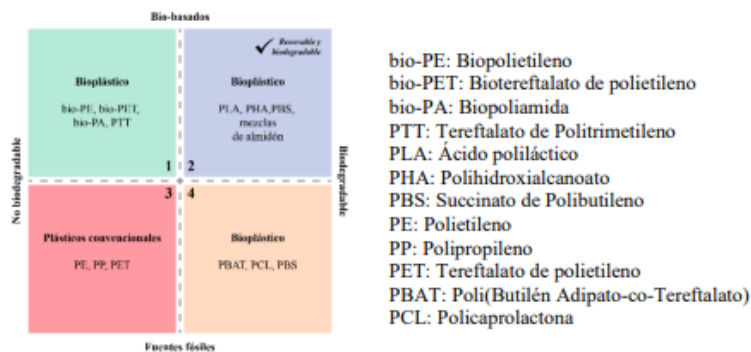 Bio-basados
Renovable y
biodegradable
Bioplástico
bio-PE, bio-PET,
bio-PA, PTT
1
Bioplástico
PLA, PHA,PBS,
mezclas
de almidón
2
No biodegradable
Biodegradable
3
Plásticos convencionales
PE, PP, PET
4
Bioplástico
PBAT, PCL, PBS
Fuentes fósiles
bio-PE: Biopolietileno
bio-PET: Biotereftalato de polietileno
bio-PA: Biopoliamida
PTT: Tereftalato de Politrimetileno
PLA: Ácido poliláctico
PHA: Polihidroxialcanoato
PBS: Succinato de Polibutileno
PE: Polietileno
PP: Polipropileno
PET: Tereftalato de polietileno
PBAT: Poli(Butilén Adipato-co-Tereftalato)
PCL: Policaprolactona